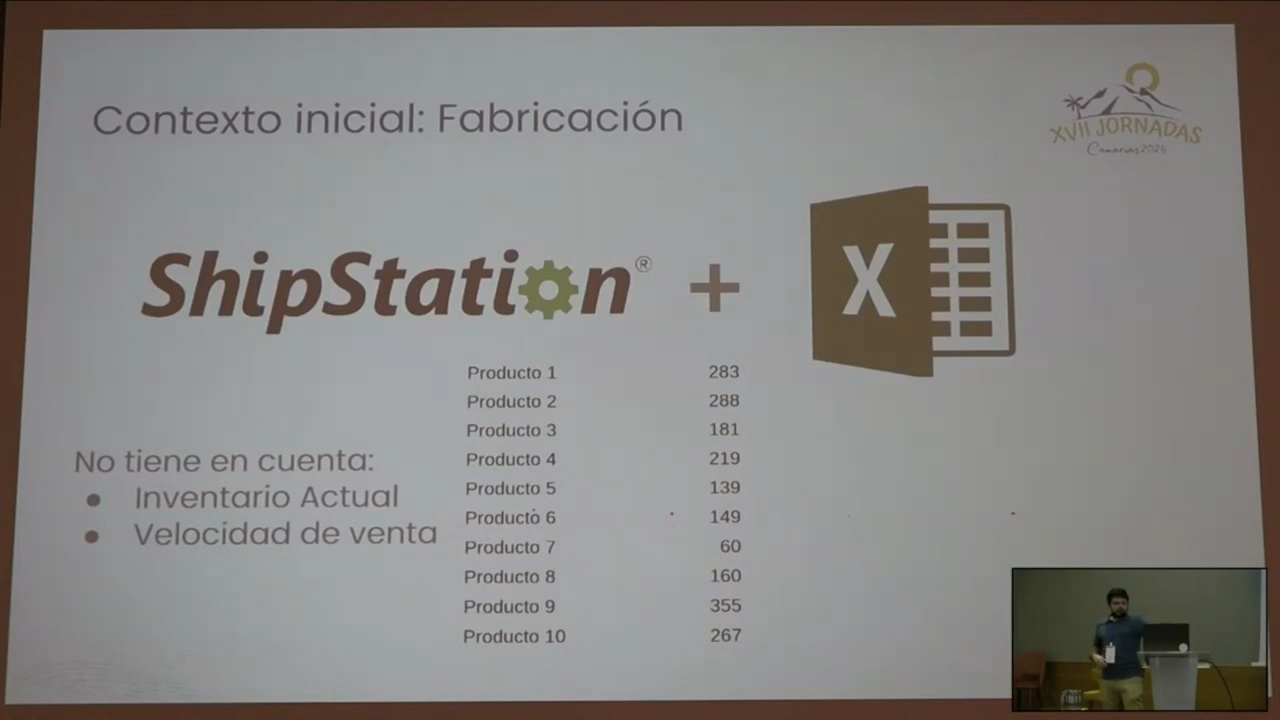 Contexto inicial: Fabricación
XVII JORNADAS
Canarias 2024
ShipStation® +
X
Producto 1 283
Producto 2 288
Producto 3 181
Producto 4 219
Producto 5 139
Producto 6 149
Producto 7 60
Producto 8 160
Producto 9 355
Producto 10 267
No tiene en cuenta:
● Inventario Actual
● Velocidad de venta